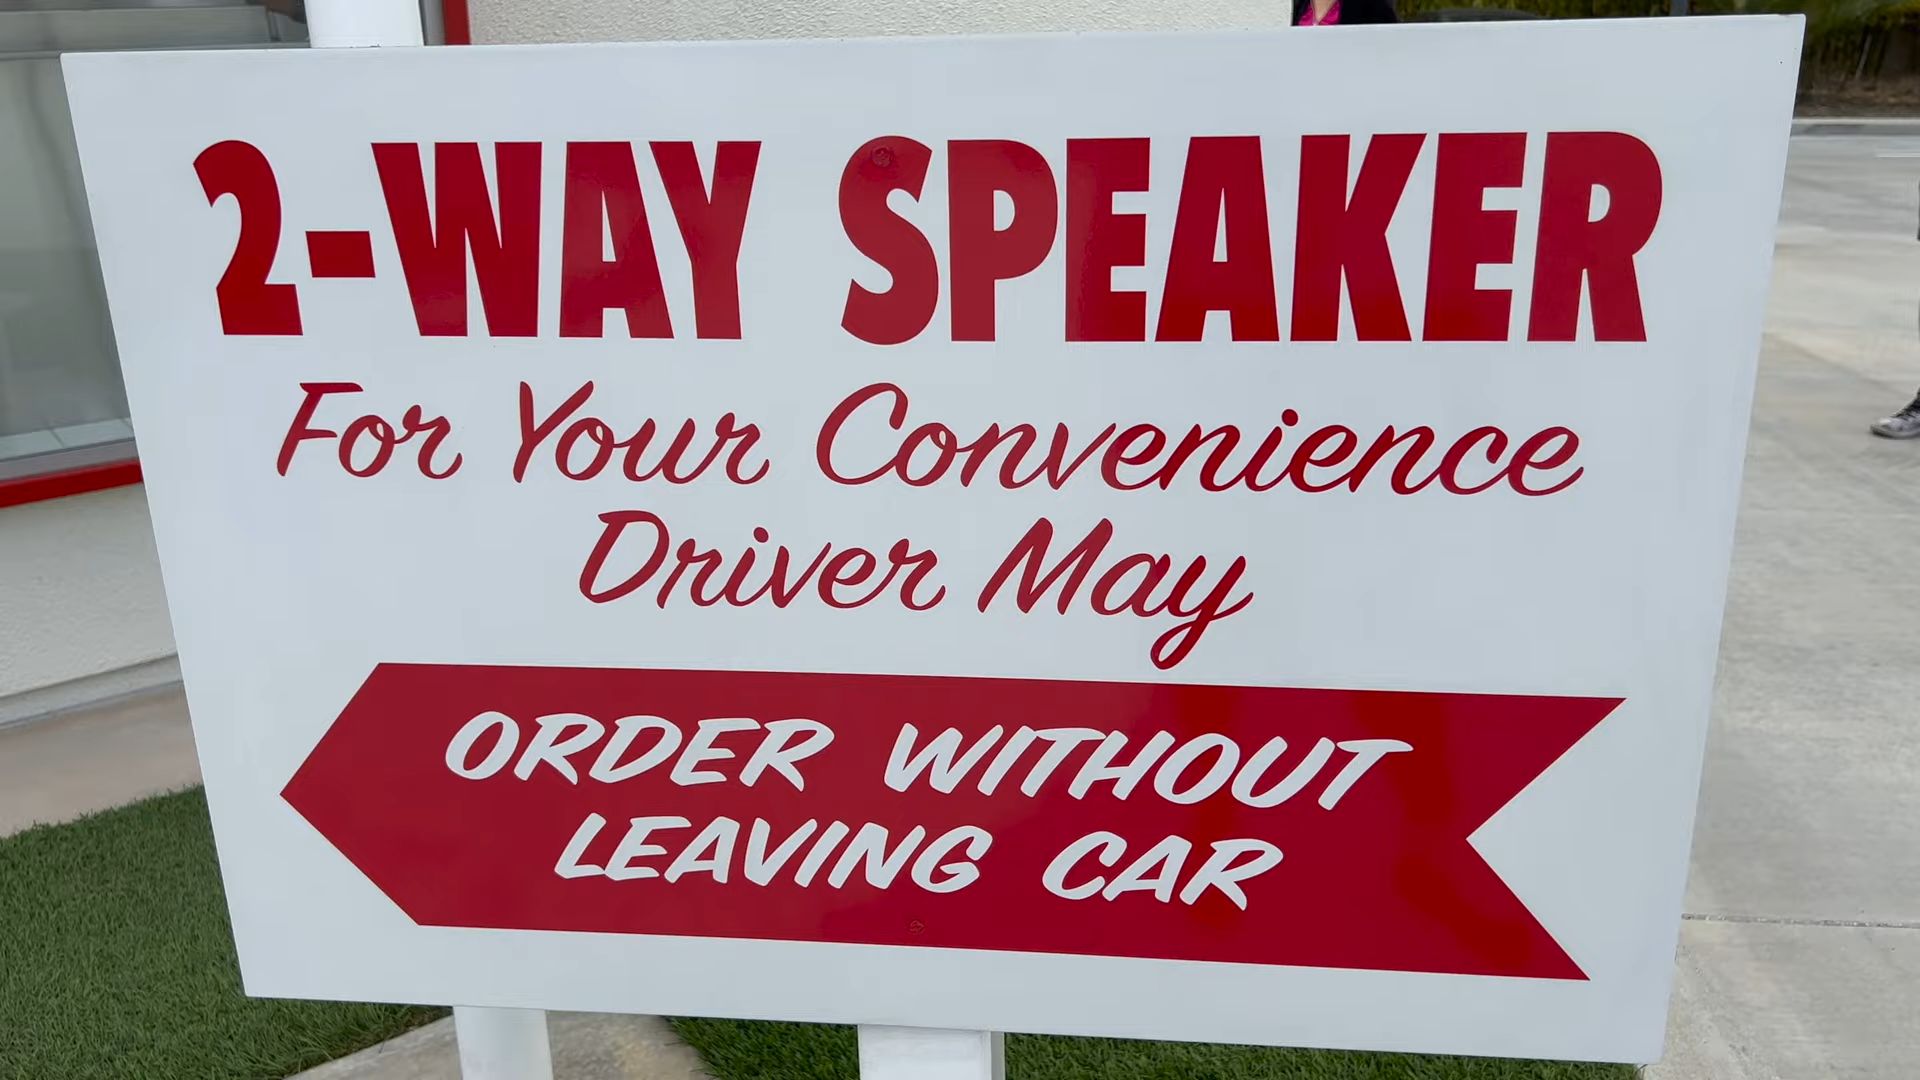 2-WAY SPEAKER
For Your Convenience
Driver May
ORDER WITHOUT
LEAVING CAR